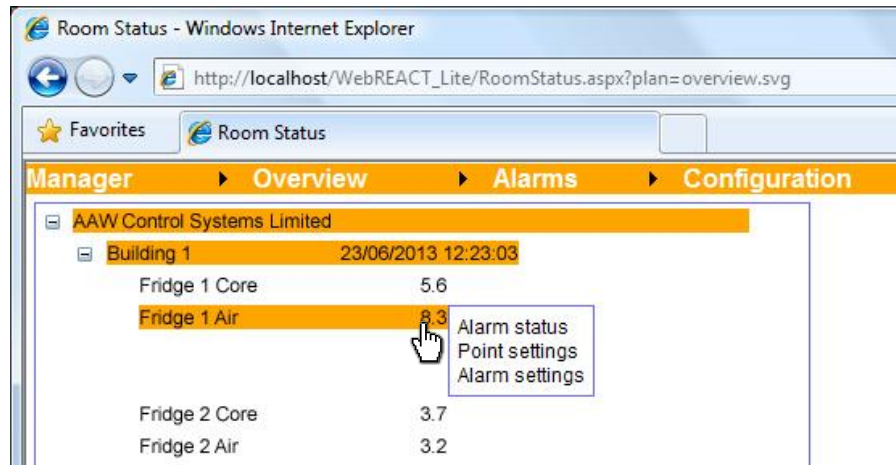 Room Status - Windows Internet Explorer
http://localhost/WebREACT_Lite/RoomStatus.aspx?plan=overview.svg
Favorites Room Status
Manager Overview Alarms Configuration
AAW Control Systems Limited
Building 1 23/06/2013 12:23:03
Fridge 1 Core 5.6
Fridge 1 Air 8.3
Alarm status
Point settings
Alarm settings
Fridge 2 Core 3.7
Fridge 2 Air 3.2